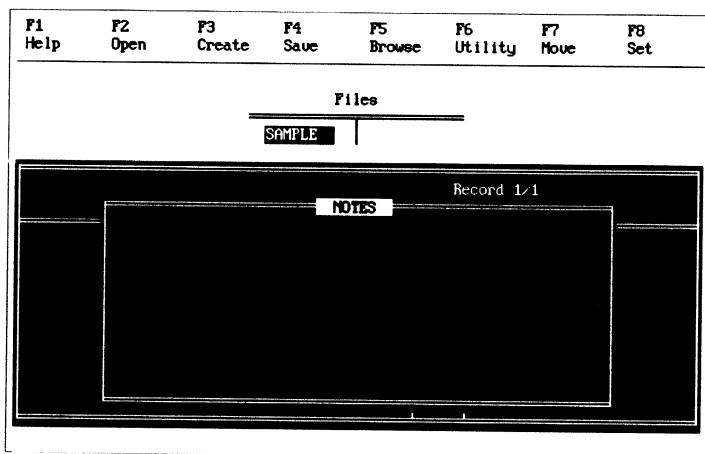 F1 F2 F3 F4 F5 F6 F7 F8
Help Open Create Save Browse Utility Move Set
Files
SAMPLE
Record 1/1
NOTES